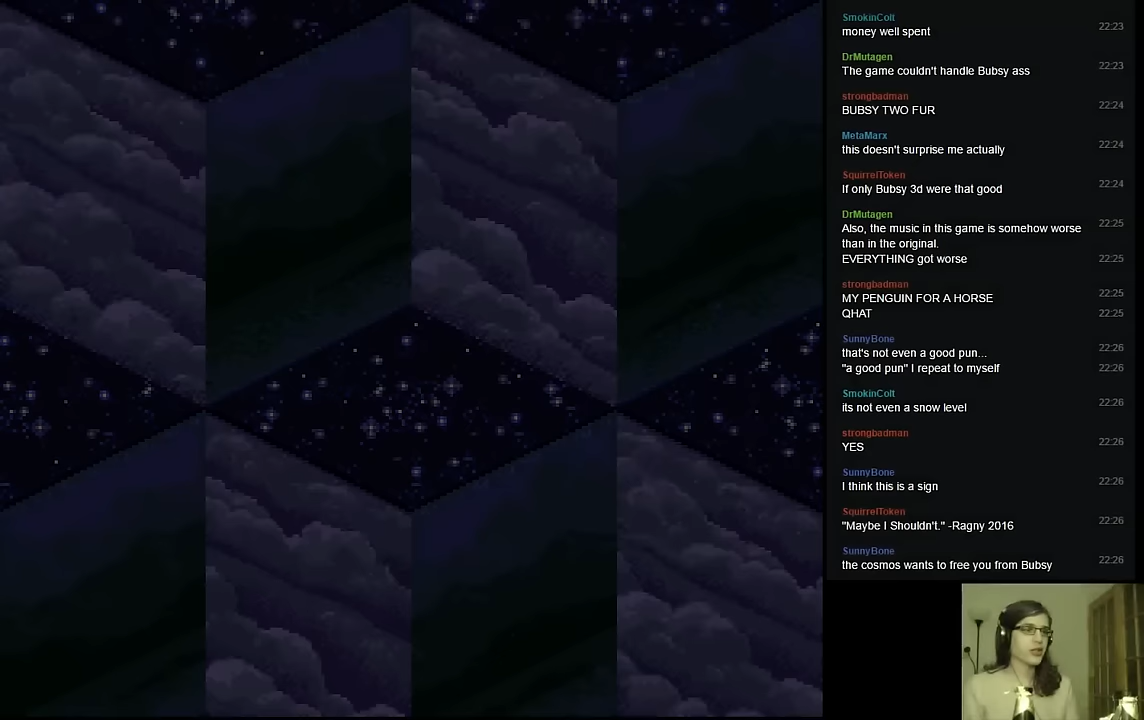 SmokinColt
money well spent 22:23
DrMutagen
The game couldn't handle Bubsy ass 22:23
strongbadman
BUBSY TWO FUR 22:24
MetaMarx
this doesn't surprise me actually 22:24
SquirrelToken
If only Bubsy 3d were that good 22:24
DrMutagen
Also, the music in this game is somehow worse 22:25
than in the original.
EVERYTHING got worse 22:25
strongbadman
MY PENGUIN FOR A HORSE 22:25
QHAT 22:25
SunnyBone
that's not even a good pun... 22:26
"a good pun" I repeat to myself 22:26
SmokinColt
its not even a snow level 22:26
strongbadman
YES 22:26
SunnyBone
I think this is a sign 22:26
SquirrelToken
"Maybe I Shouldn't." -Ragny 2016 22:26
SunnyBone
the cosmos wants to free you from Bubsy 22:26